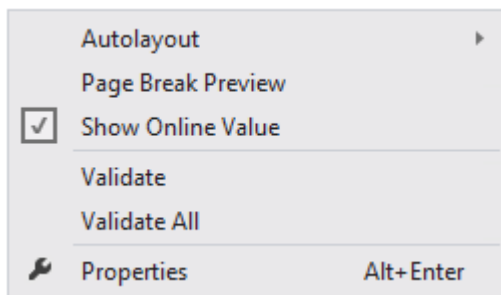 Autolayout
Page Break Preview
Show Online Value
Validate
Validate All
Properties Alt+Enter